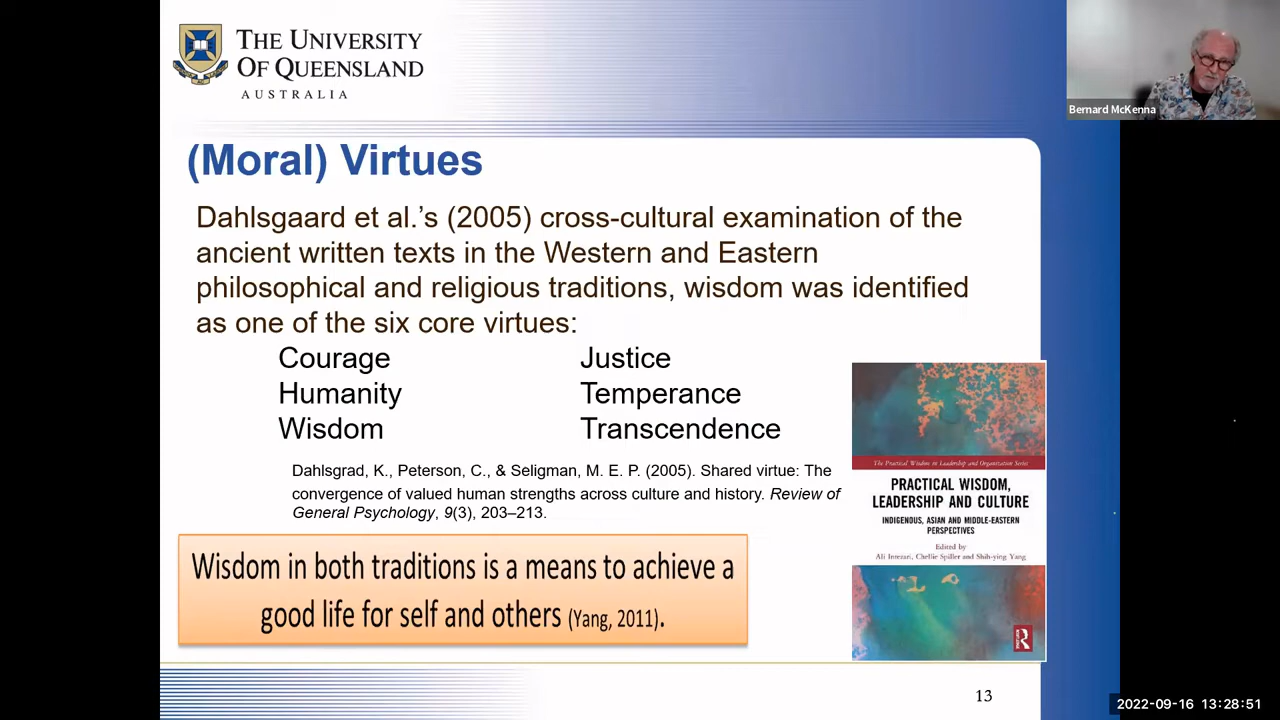 THE UNIVERSITY
OF QUEENSLAND
AUSTRALIA
Bernard McKenna
(Moral) Virtues
Dahlsgaard et al.’s (2005) cross-cultural examination of the
ancient written texts in the Western and Eastern
philosophical and religious traditions, wisdom was identified
as one of the six core virtues:
Courage Justice
Humanity Temperance
Wisdom Transcendence
Dahlsgrad, K., Peterson, C., & Seligman, M. E. P. (2005). Shared virtue: The
convergence of valued human strengths across culture and history. Review of
General Psychology, 9(3), 203–213.
Wisdom in both traditions is a means to achieve a
good life for self and others (Yang, 2011).
The Practical Wisdom in Leadership and Organization Series
PRACTICAL WISDOM,
LEADERSHIP AND CULTURE
INDIGENOUS, ASIAN AND MIDDLE-EASTERN
PERSPECTIVES
Edited by
Ali Intezari, Chellie Spiller and Shih-ying Yang
R
13
2022-09-16 13:28:51